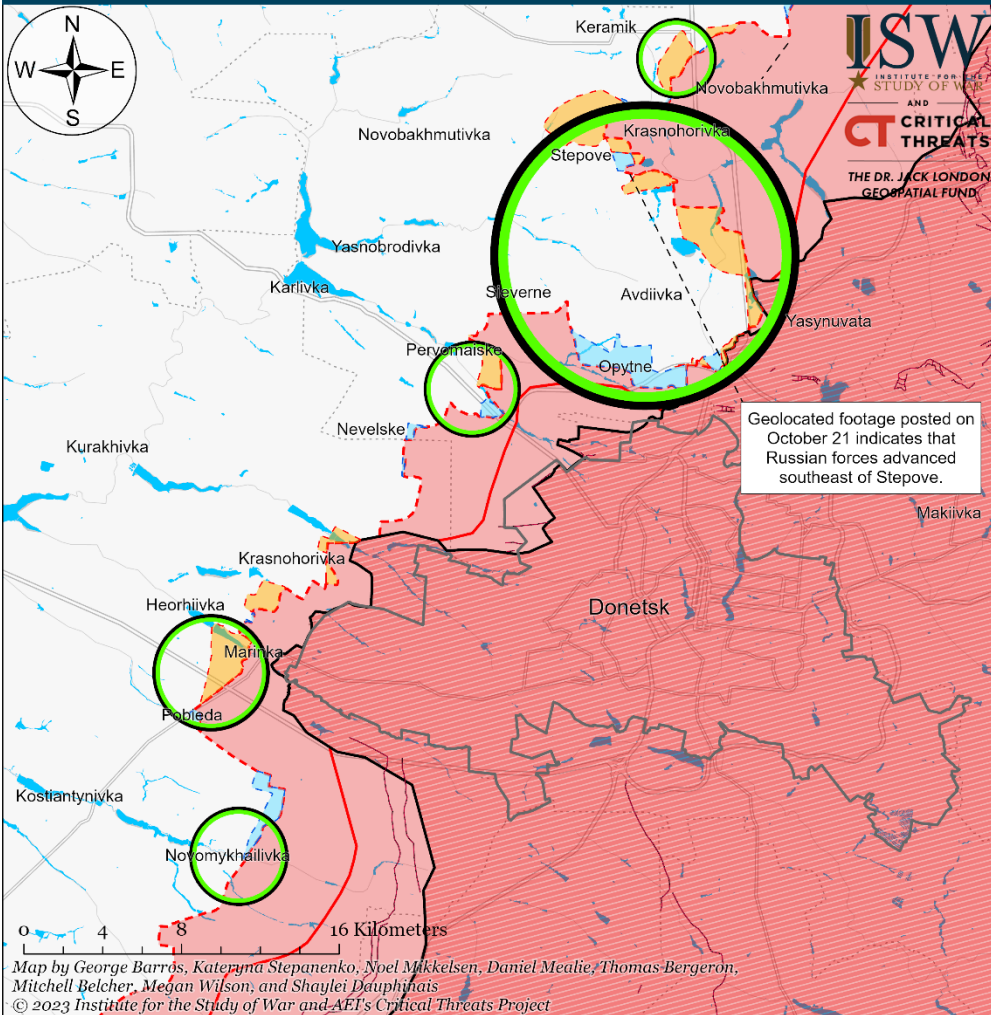 N
W
E
S
Keramik
ISW
INSTITUTE FOR THE
STUDY OF WAR
AND
CT CRITICAL
THREATS
THE DR. JACK LONDON
GEOSPATIAL FUND
Novobakhmutivka
Krasnohorivka
Novobakhmutivka
Stepove
Yasnobrodivka
Karlivka
Sieverne
Avdiivka
Yasynuvata
Pervomaiske
Opytne
Geolocated footage posted on
October 21 indicates that
Russian forces advanced
southeast of Stepove.
Nevelske
Kurakhivka
Makiivka
Krasnohorivka
Heorhiivka
Donetsk
Marinka
Pobieda
Kostiantynivka
Novomykhailivka
0 4 8 16 Kilometers
Map by George Barros, Kateryna Stepanenko, Noel Mikkelsen, Daniel Mealie, Thomas Bergeron,
Mitchell Belcher, Megan Wilson, and Shaylei Dauphinais
© 2023 Institute for the Study of War and AEI's Critical Threats Project